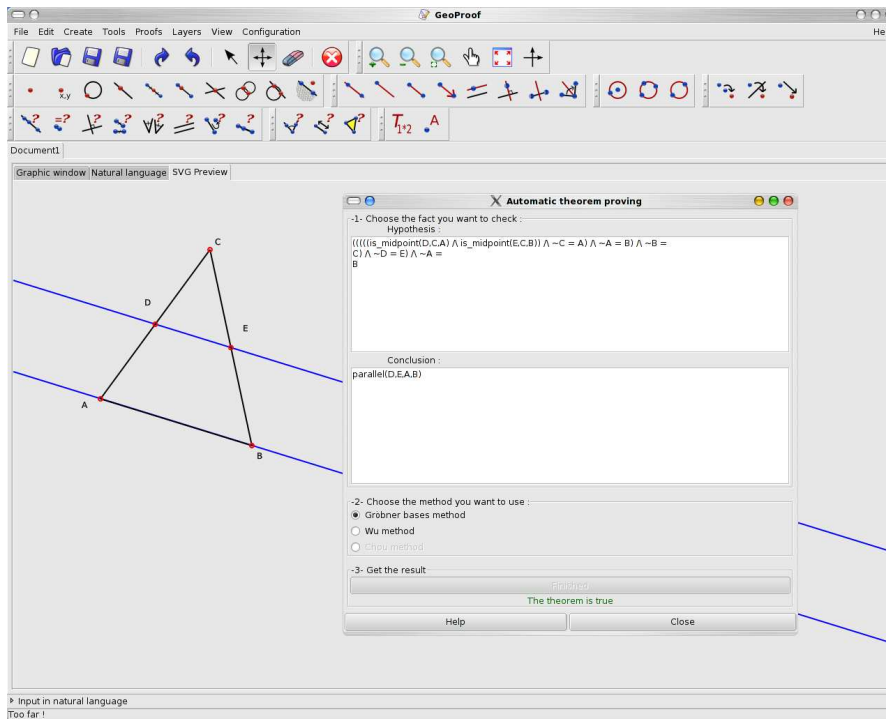 GeoProof
File Edit Create Tools Proofs Layers View Configuration He
x,y
=?
T1*2 A
Document1
Graphic window Natural language SVG Preview
Automatic theorem proving
-1- Choose the fact you want to check :
Hypothesis :
(((((is_midpoint(D,C,A) /\ is_midpoint(E,C,B)) /\ ~C = A) /\ ~A = B) /\ ~B =
C) /\ ~D = E) /\ ~A =
B
Conclusion :
parallel(D,E,A,B)
-2- Choose the method you want to use :
Gröbner bases method
Wu method
Chou method
-3- Get the result
Finished
The theorem is true
Help Close
C
D
E
A
B
Input in natural language
Too far !